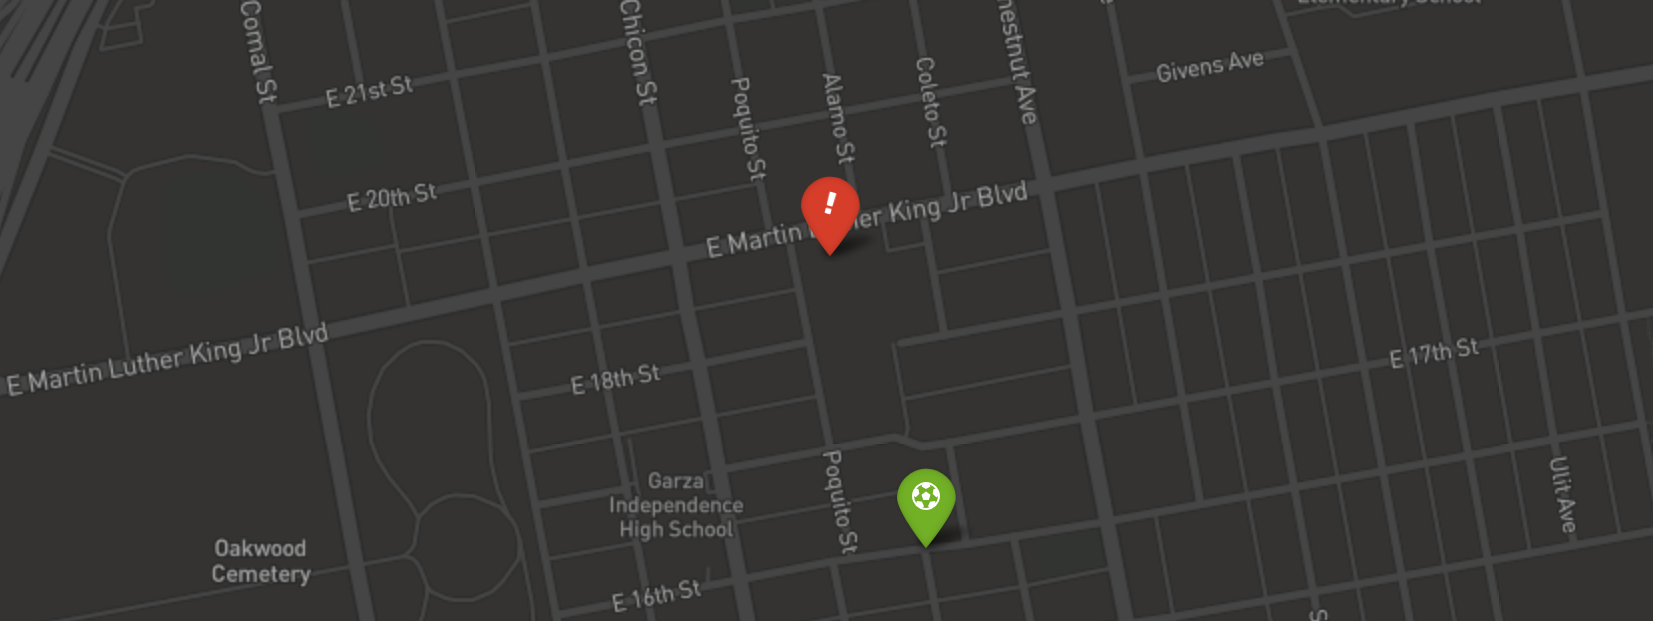 Comal St
Chicon St
E 21st St
Poquito St
Alamo St
Coleto St
Givens Ave
E 20th St
E Martin King Jr Blvd
E Martin Luther King Jr Blvd
E 18th St
E 17th St
Poquito St
Garza
Independence
High School
Ulit Ave
Oakwood
Cemetery
E 16th St